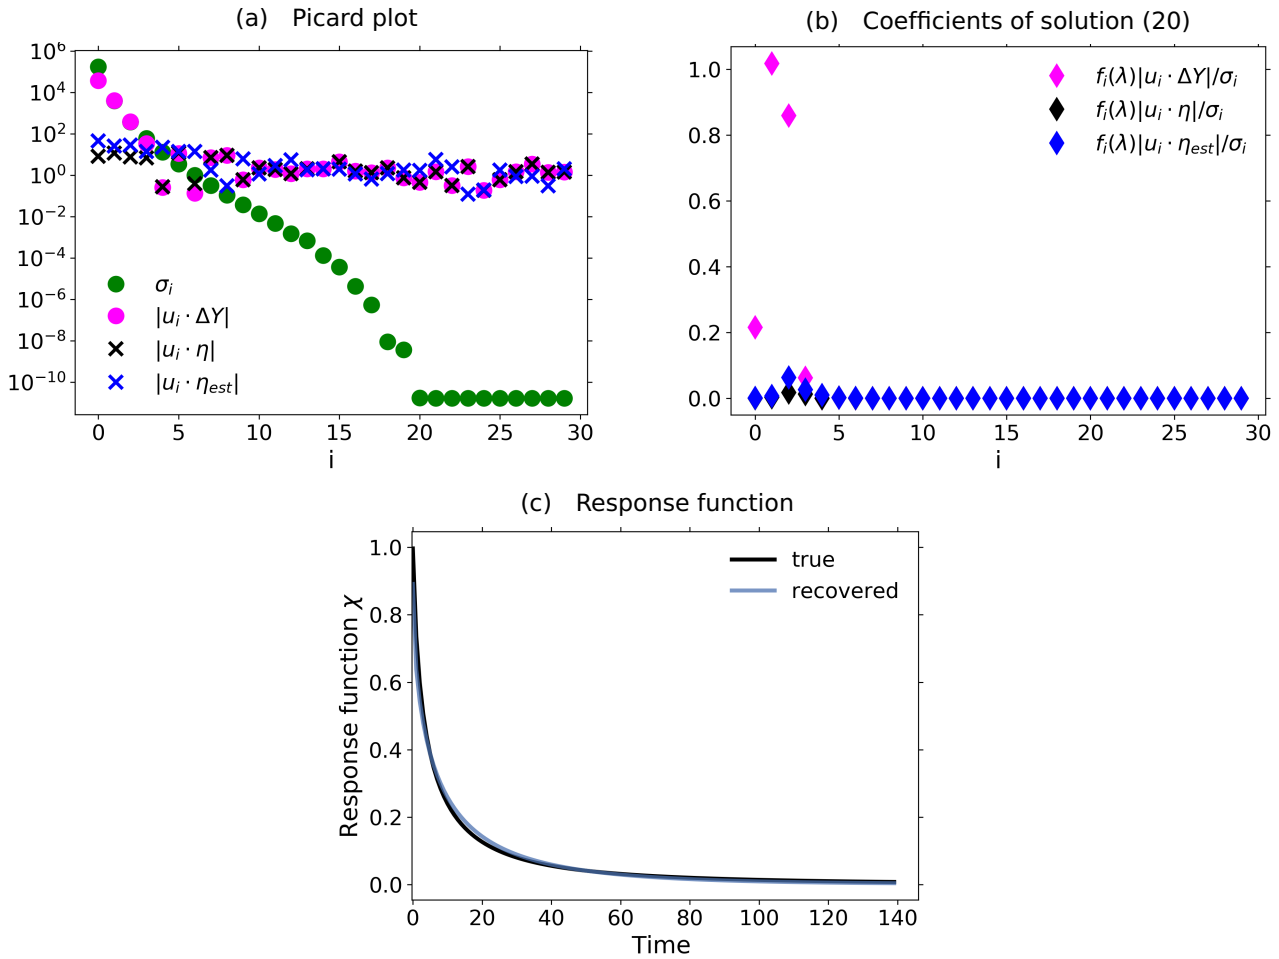 (a) Picard plot
10⁶
10⁴
10²
10⁰
10⁻²
10⁻⁴
10⁻⁶
10⁻⁸
10⁻¹⁰
σᵢ
|uᵢ · ΔY|
|uᵢ · η|
|uᵢ · ηₑₛₜ|
0 5 10 15 20 25 30
i
(b) Coefficients of solution (20)
1.0
0.8
0.6
0.4
0.2
0.0
fᵢ(λ)|uᵢ · ΔY|/σᵢ
fᵢ(λ)|uᵢ · η|/σᵢ
fᵢ(λ)|uᵢ · ηₑₛₜ|/σᵢ
0 5 10 15 20 25 30
i
(c) Response function
Response function χ
1.0
0.8
0.6
0.4
0.2
0.0
true
recovered
0 20 40 60 80 100 120 140
Time